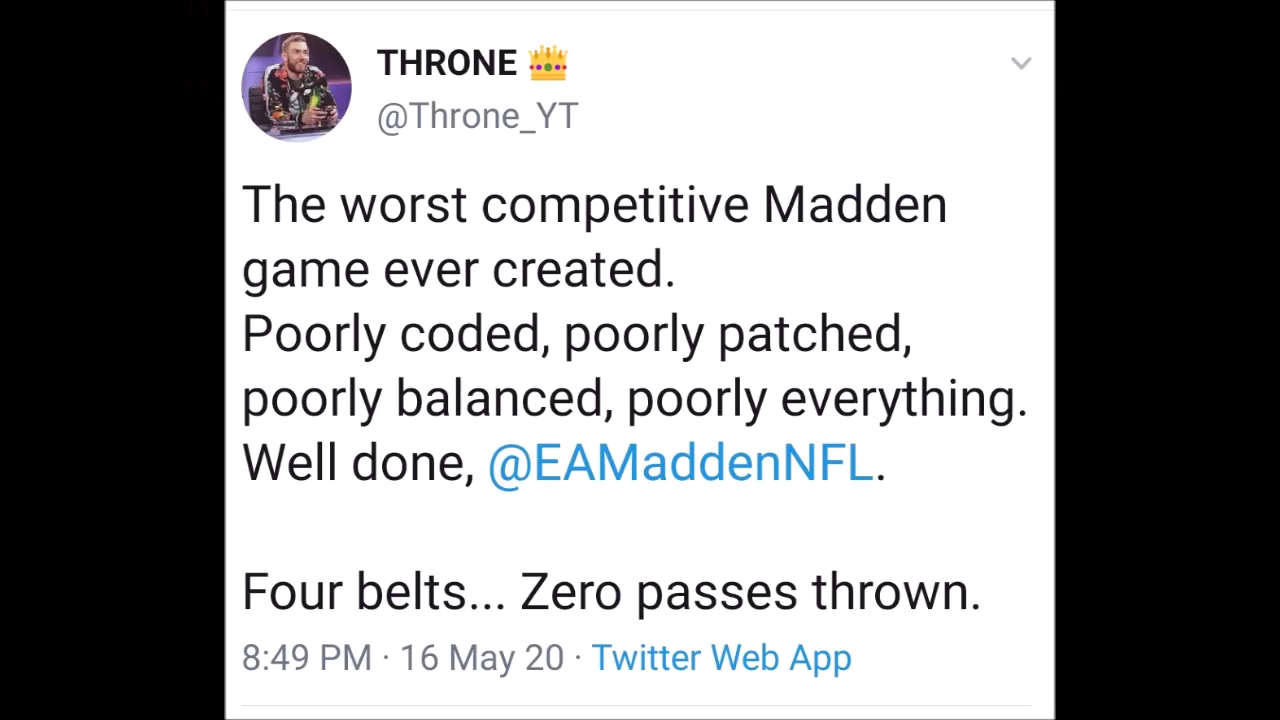 THRONE 👑
@Throne_YT
The worst competitive Madden
game ever created.
Poorly coded, poorly patched,
poorly balanced, poorly everything.
Well done, @EAMaddenNFL.
Four belts... Zero passes thrown.
8:49 PM · 16 May 20 · Twitter Web App